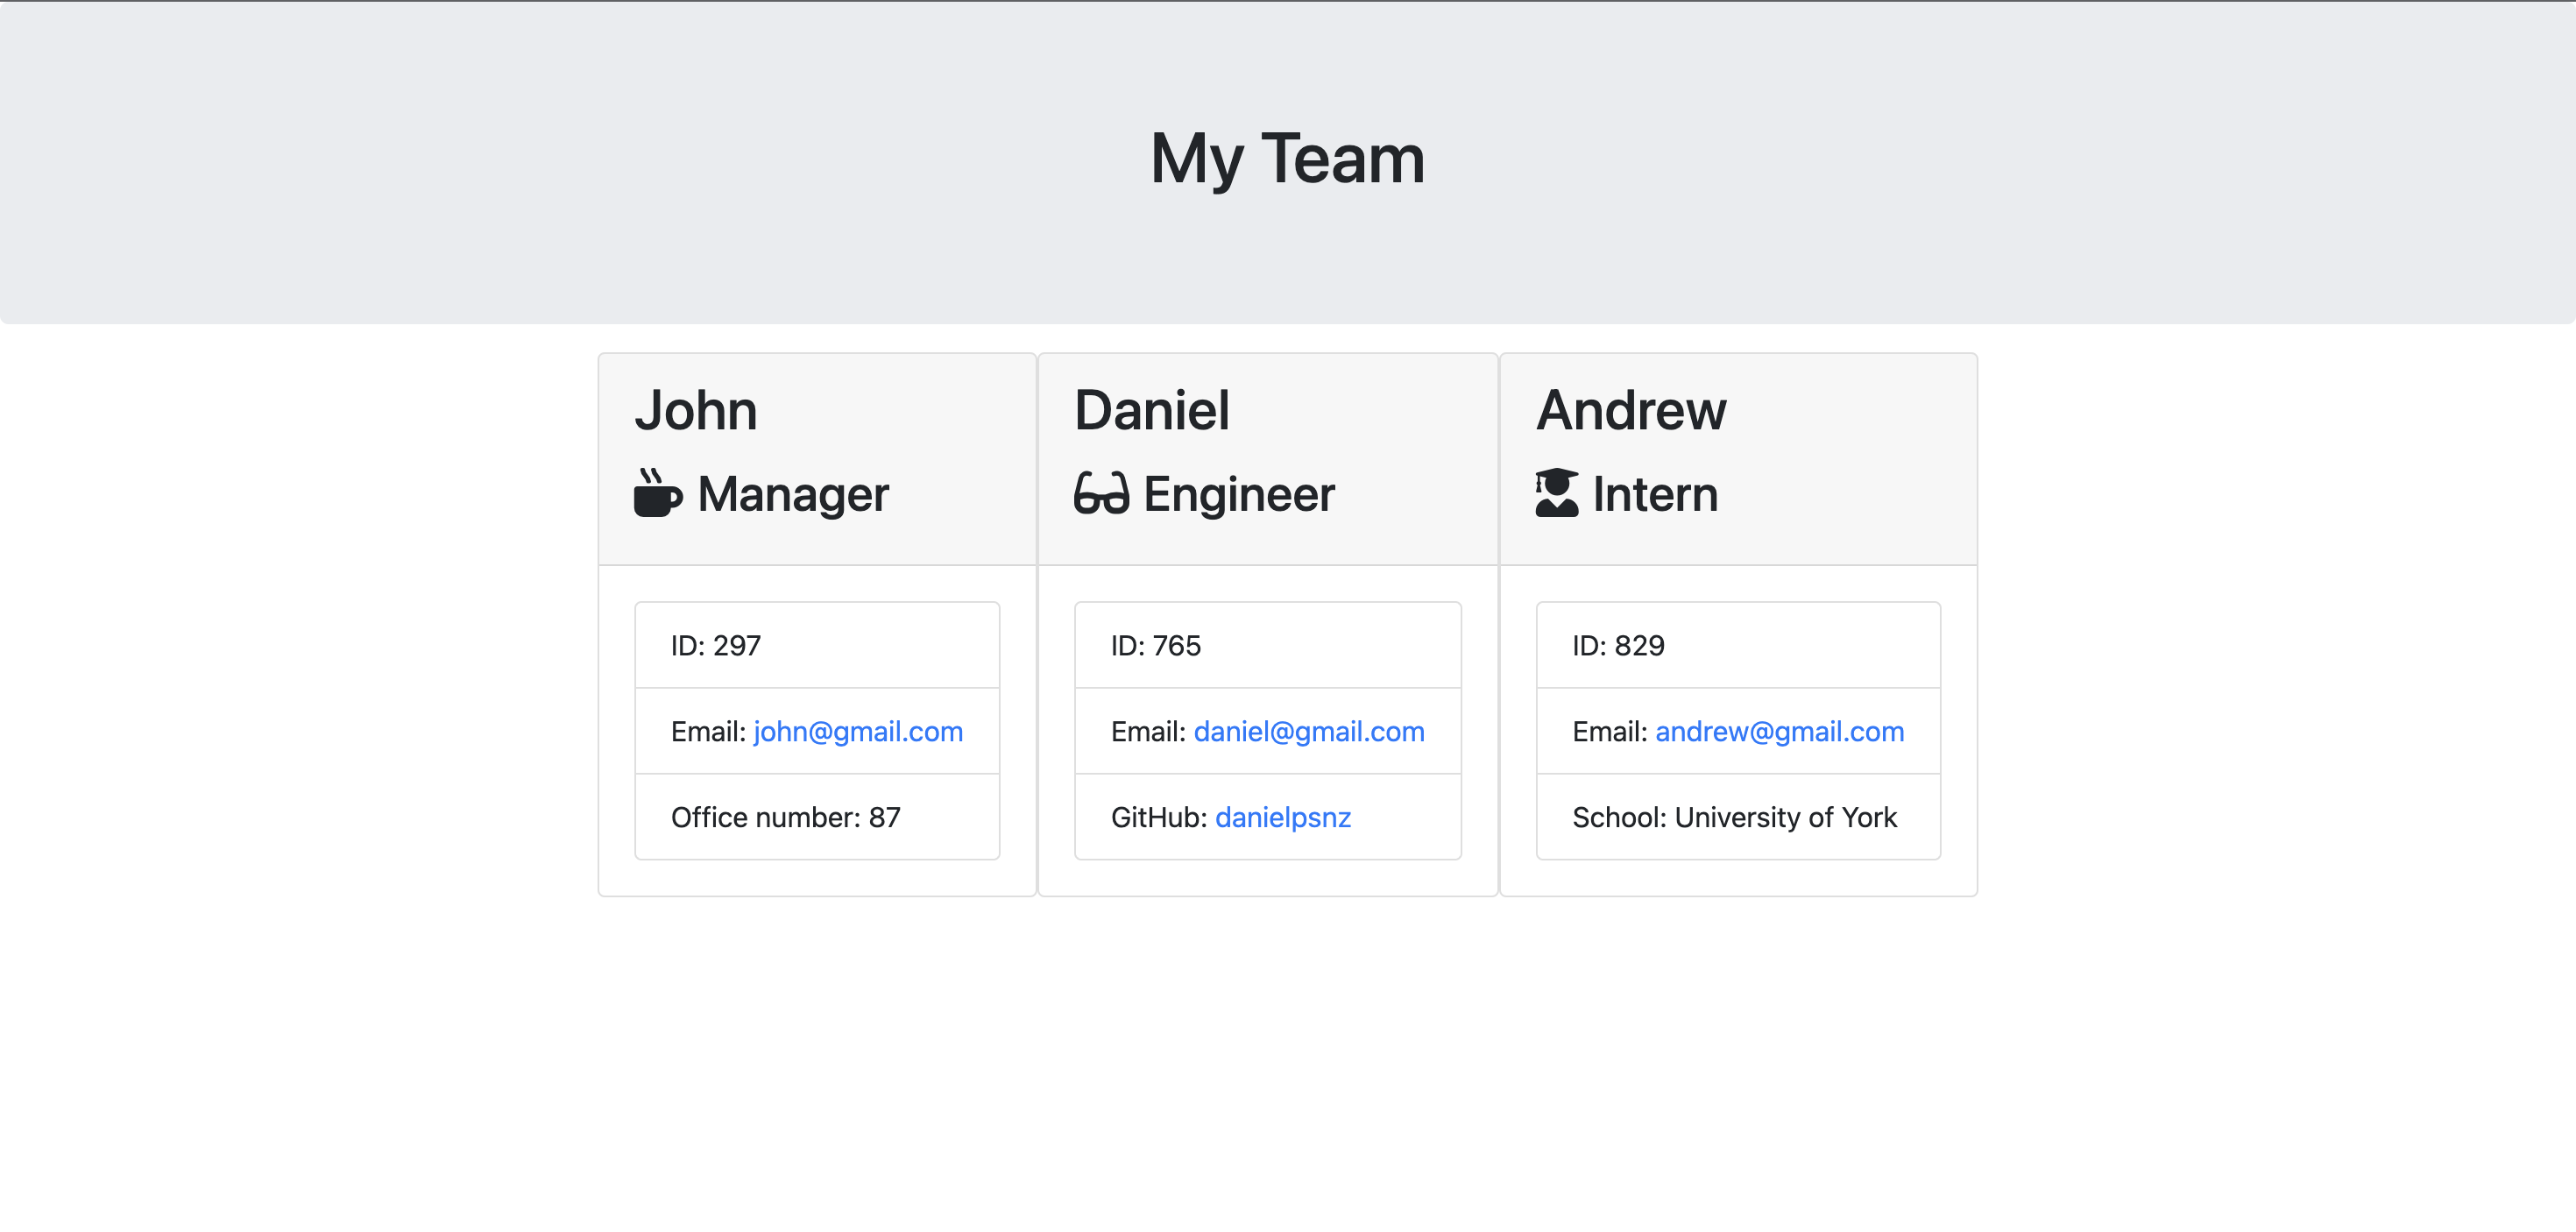 My Team
John
Manager
ID: 297
Email: john@gmail.com
Office number: 87
Daniel
Engineer
ID: 765
Email: daniel@gmail.com
GitHub: danielpsnz
Andrew
Intern
ID: 829
Email: andrew@gmail.com
School: University of York